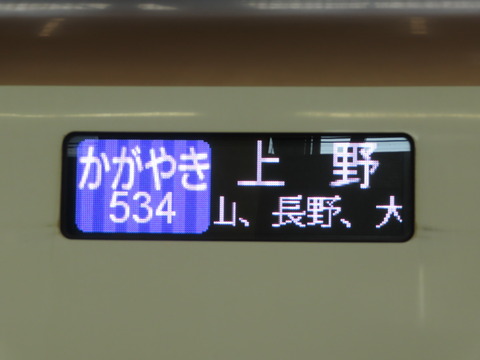 かがやき
534
上野
山、長野、大